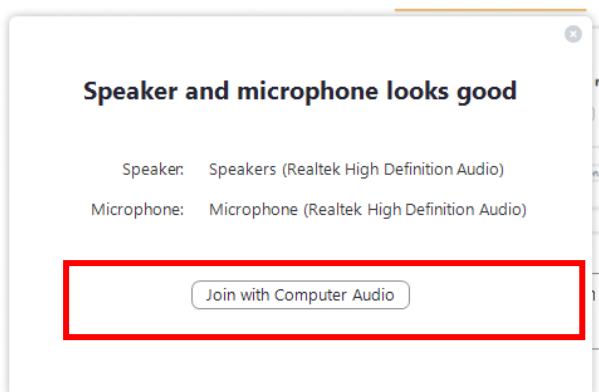 Speaker and microphone looks good
Speaker: Speakers (Realtek High Definition Audio)
Microphone: Microphone (Realtek High Definition Audio)
Join with Computer Audio